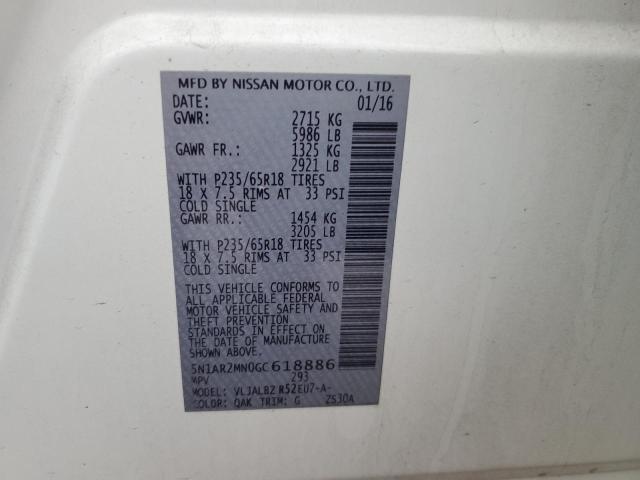 MFD BY NISSAN MOTOR CO., LTD.
DATE: 01/16
GVWR: 2715 KG
5986 LB
GAWR FR.: 1325 KG
2921 LB
WITH P235/65R18 TIRES
18 X 7.5 RIMS AT 33 PSI
COLD SINGLE
GAWR RR.: 1454 KG
3205 LB
WITH P235/65R18 TIRES
18 X 7.5 RIMS AT 33 PSI
COLD SINGLE
THIS VEHICLE CONFORMS TO
ALL APPLICABLE FEDERAL
MOTOR VEHICLE SAFETY AND
THEFT PREVENTION
STANDARDS IN EFFECT ON
THE DATE OF MANUFACTURE
SHOWN ABOVE.
5N1AR2MN0GC618886
MPV 293
MODEL: VLJALBZ R52EU7-A-
COLOR: QAK TRIM: G ZS30A